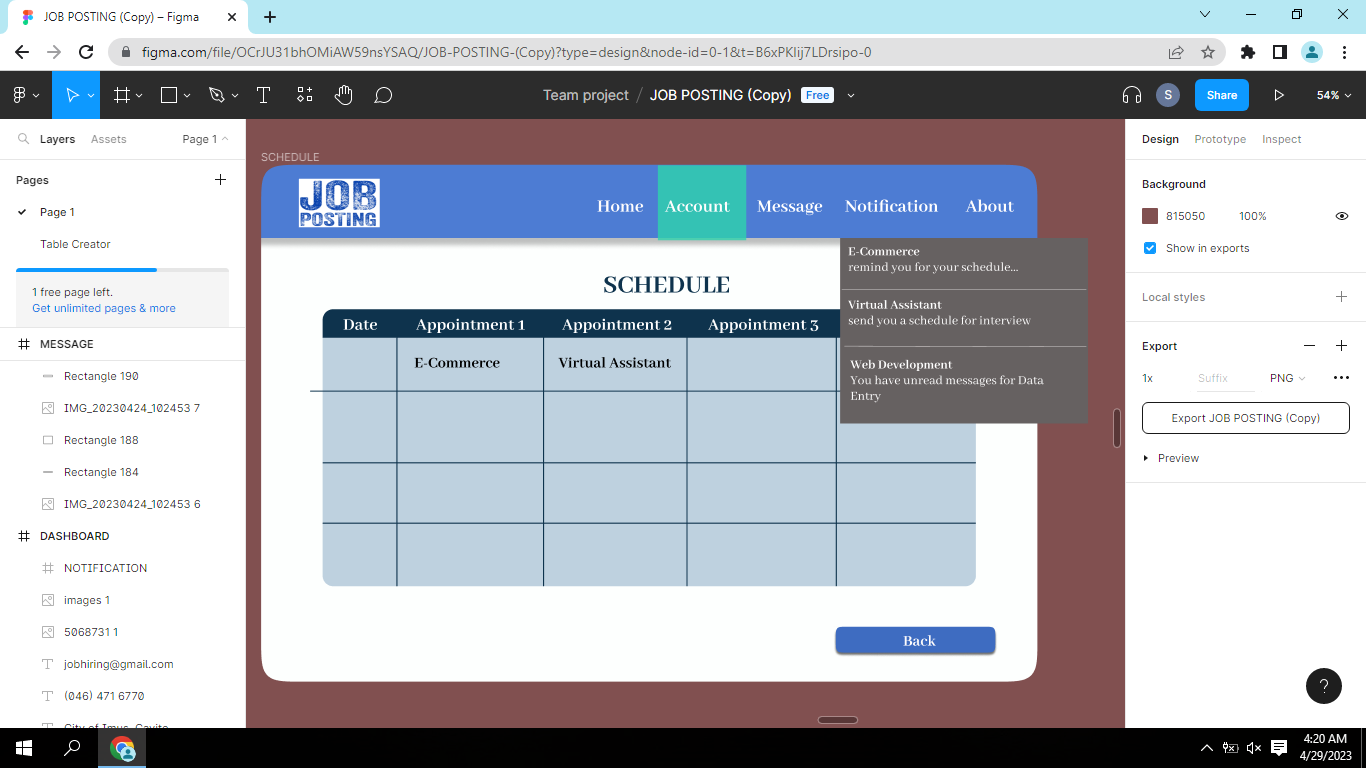 JOB POSTING (Copy) – Figma
figma.com/file/OCrJU31bhOMiAW59nsYSAQ/JOB-POSTING-(Copy)?type=design&node-id=0-1&t=B6xPKIij7LDrsipo-0
Team project / JOB POSTING (Copy) Free
S
Share
54%
Layers Assets Page 1
Pages
Page 1
Table Creator
1 free page left.
Get unlimited pages & more
MESSAGE
Rectangle 190
IMG_20230424_102453 7
Rectangle 188
Rectangle 184
IMG_20230424_102453 6
DASHBOARD
NOTIFICATION
images 1
5068731 1
jobhiring@gmail.com
(046) 471 6770
City of Imus, Cavite
SCHEDULE
JOB
POSTING
Home Account Message Notification About
E-Commerce
remind you for your schedule...
Virtual Assistant
send you a schedule for interview
Web Development
You have unread messages for Data
Entry
SCHEDULE
Date Appointment 1 Appointment 2 Appointment 3
E-Commerce Virtual Assistant
Back
Design Prototype Inspect
Background
815050 100%
Show in exports
Local styles
Export
1x Suffix PNG
Export JOB POSTING (Copy)
Preview
?
4:20 AM
4/29/2023